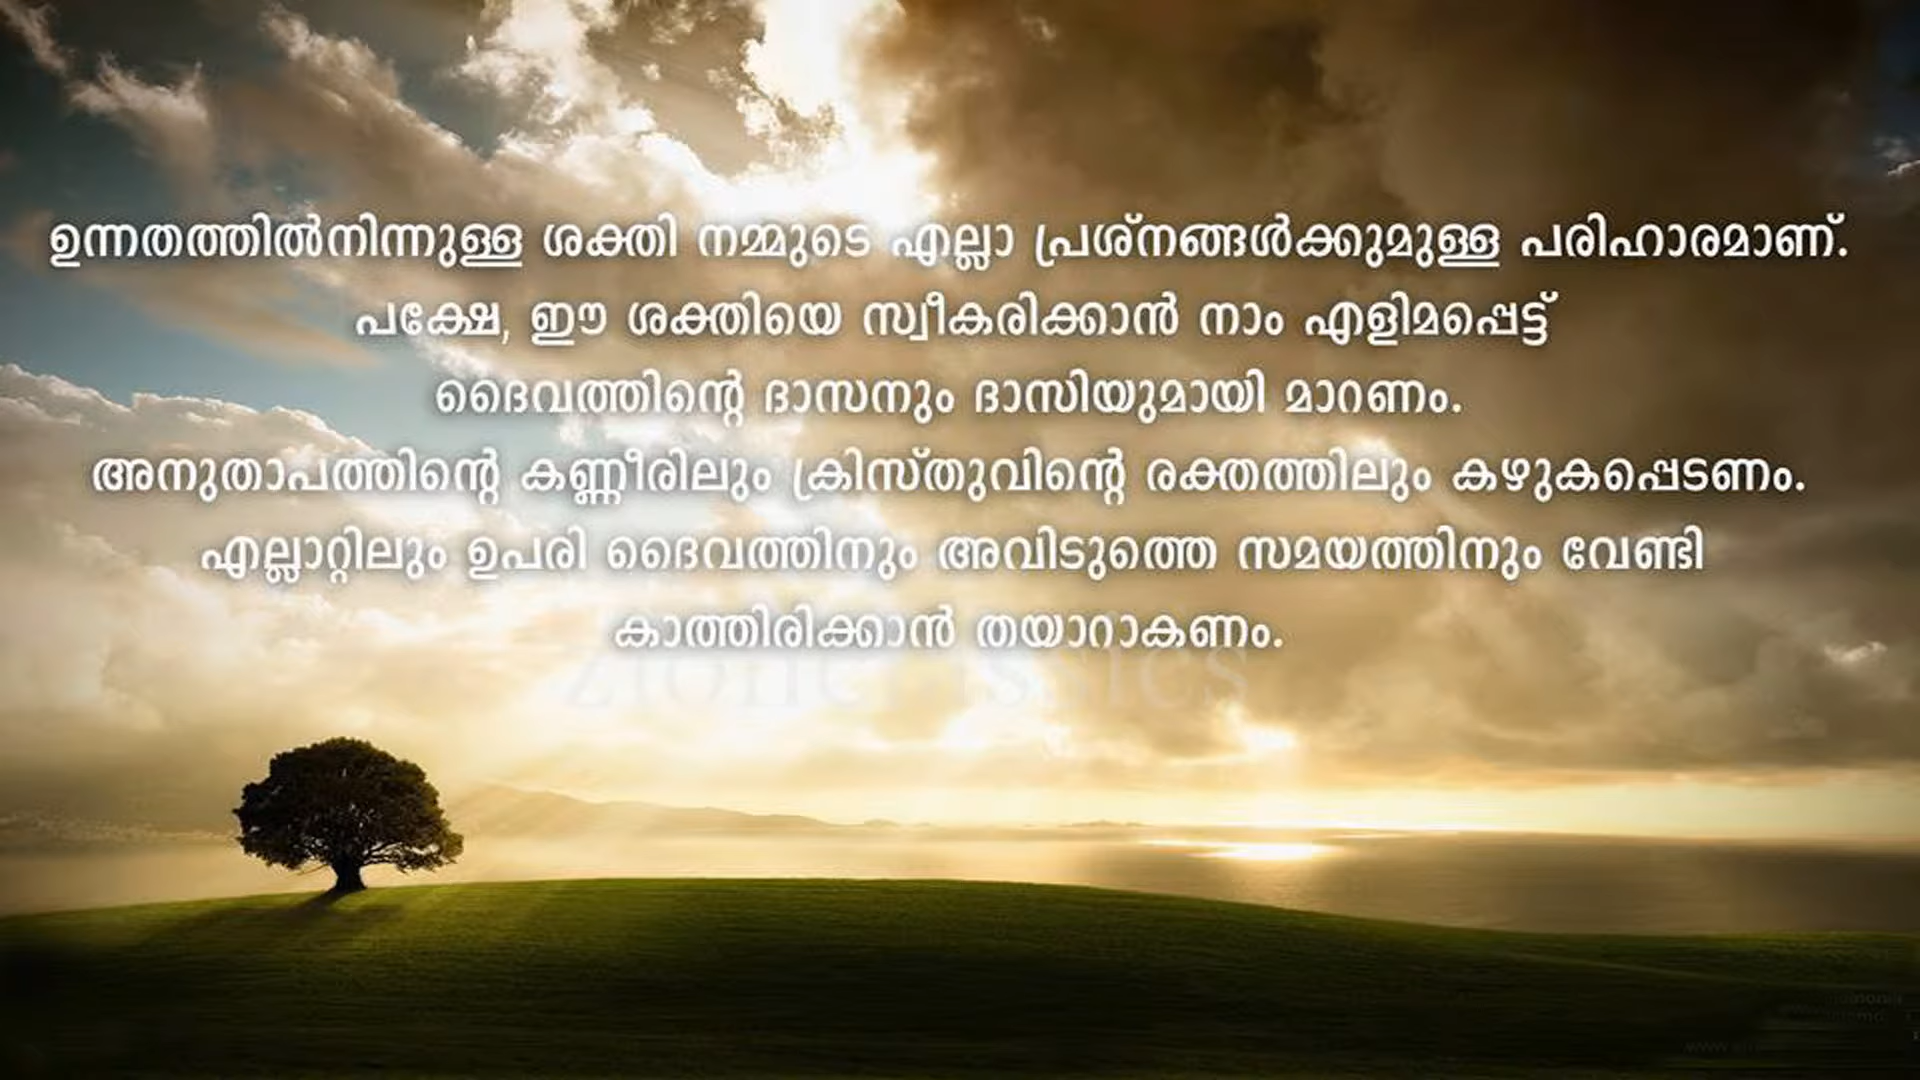 ഉന്നതത്തിൽനിന്നുള്ള ശക്തി നമ്മുടെ എല്ലാ പ്രശ്നങ്ങൾക്കുമുള്ള പരിഹാരമാണ്.
പക്ഷേ, ഈ ശക്തിയെ സ്വീകരിക്കാൻ നാം എളിമപ്പെട്ട്
ദൈവത്തിന്റെ ദാസനും ദാസിയുമായി മാറണം.
അനുതാപത്തിന്റെ കണ്ണീരിലും ക്രിസ്തുവിന്റെ രക്തത്തിലും കഴുകപ്പെടണം.
എല്ലാറ്റിലും ഉപരി ദൈവത്തിനും അവിടുത്തെ സമയത്തിനും വേണ്ടി
കാത്തിരിക്കാൻ തയാറാകണം.
zionclassics